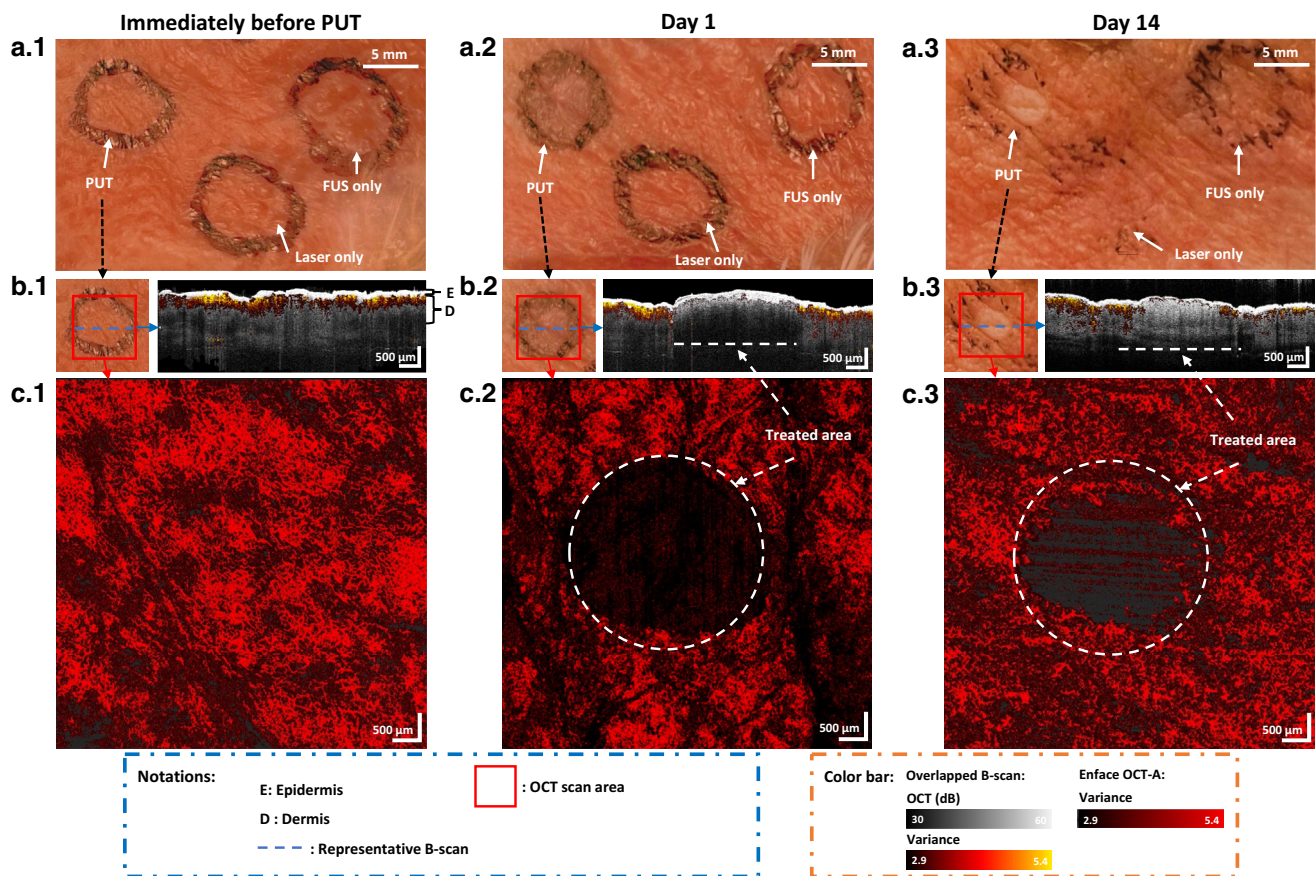 Immediately before PUT
Day 1
Day 14
a.1
5 mm
PUT
FUS only
Laser only
a.2
5 mm
PUT
FUS only
Laser only
a.3
5 mm
PUT
FUS only
Laser only
b.1
E
D
500 µm
b.2
500 µm
b.3
500 µm
c.1
500 µm
c.2
Treated area
500 µm
c.3
Treated area
500 µm
Notations:
E: Epidermis
D : Dermis
: Representative B-scan
: OCT scan area
Color bar:
Overlapped B-scan:
OCT (dB)
30 60
Variance
2.9 5.4
Enface OCT-A:
Variance
2.9 5.4